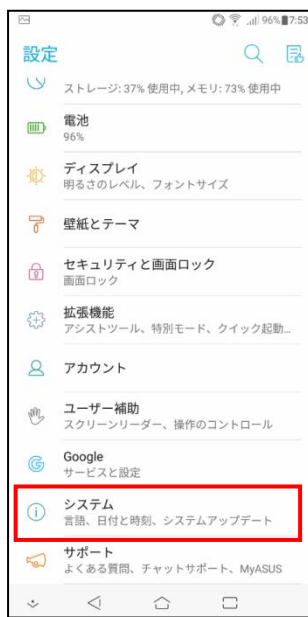 96% 7:53
設定
ストレージ: 37% 使用中, メモリ: 73% 使用中
電池
96%
ディスプレイ
明るさのレベル、フォントサイズ
壁紙とテーマ
セキュリティと画面ロック
画面ロック
拡張機能
アシストツール、特別モード、クイック起動...
アカウント
ユーザー補助
スクリーンリーダー、操作のコントロール
Google
サービスと設定
システム
言語、日付と時刻、システムアップデート
サポート
よくある質問、チャットサポート、MyASUS